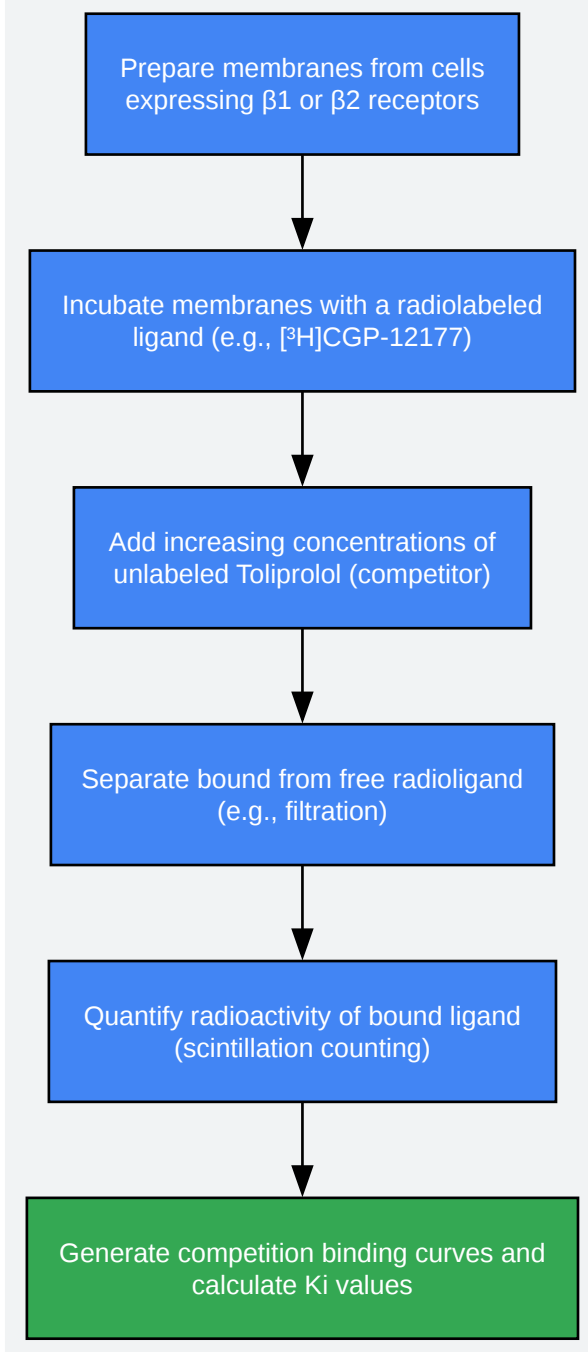 Prepare membranes from cells
expressing β1 or β2 receptors
Incubate membranes with a radiolabeled
ligand (e.g., [³H]CGP-12177)
Add increasing concentrations of
unlabeled Toliprolol (competitor)
Separate bound from free radioligand
(e.g., filtration)
Quantify radioactivity of bound ligand
(scintillation counting)
Generate competition binding curves and
calculate Ki values